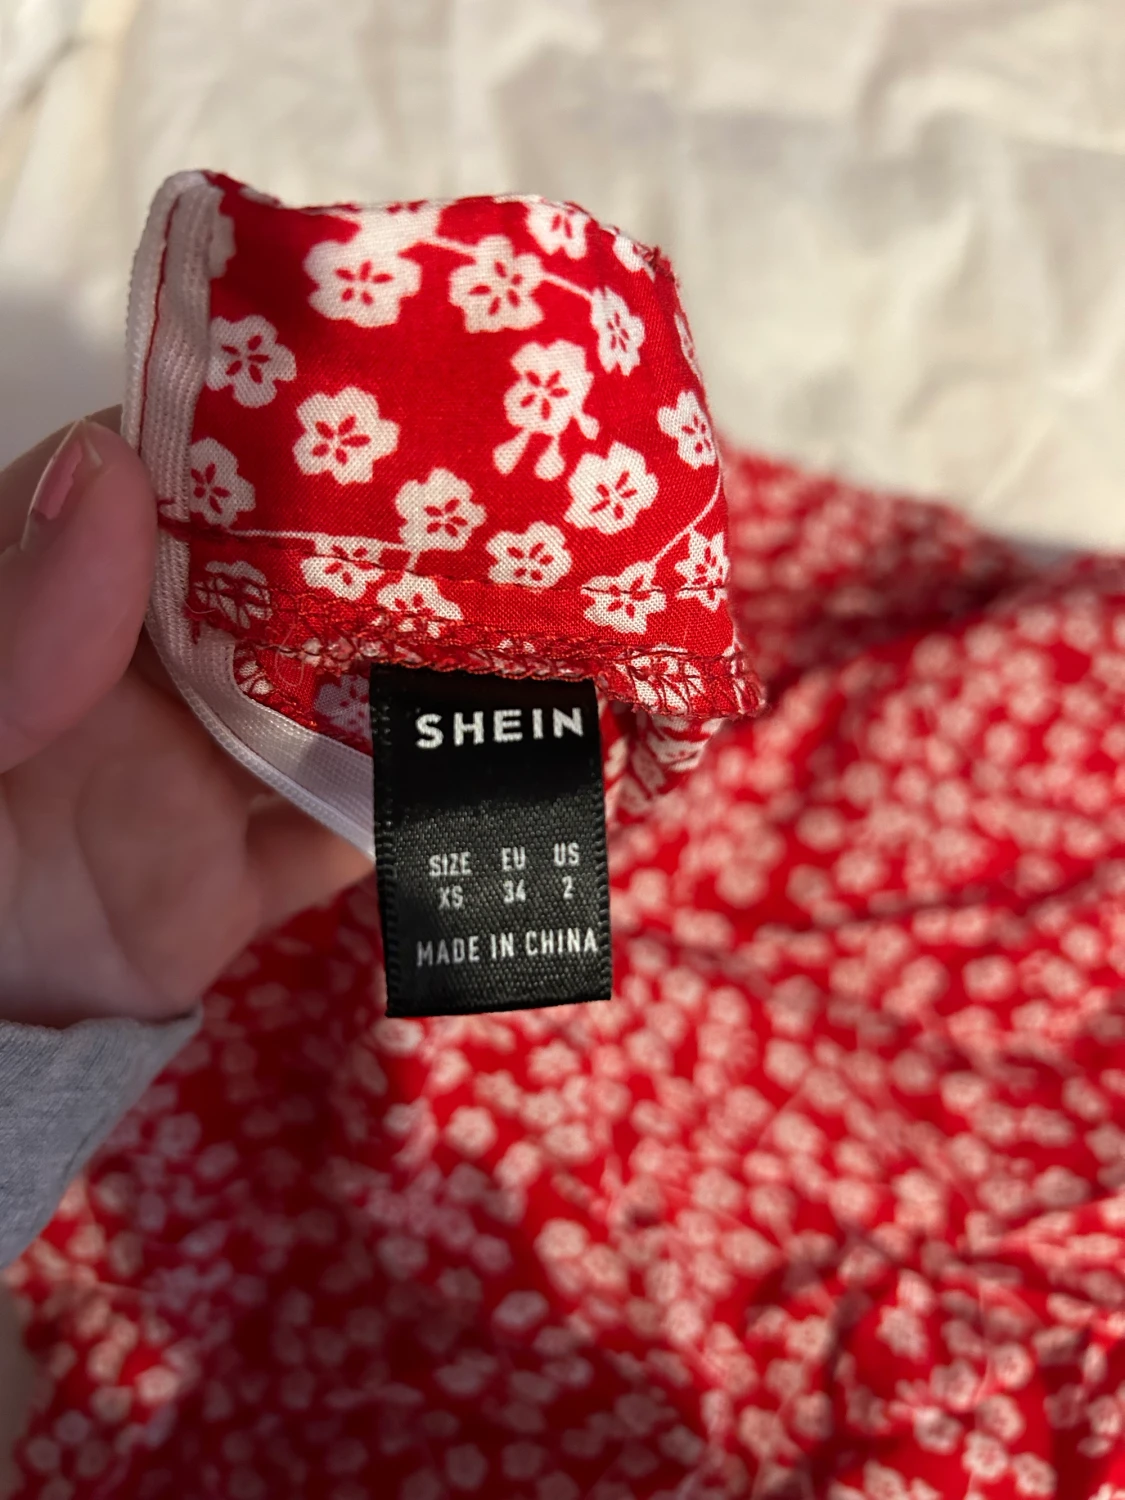 SHEIN
SIZE EU US
XS 34 2
MADE IN CHINA